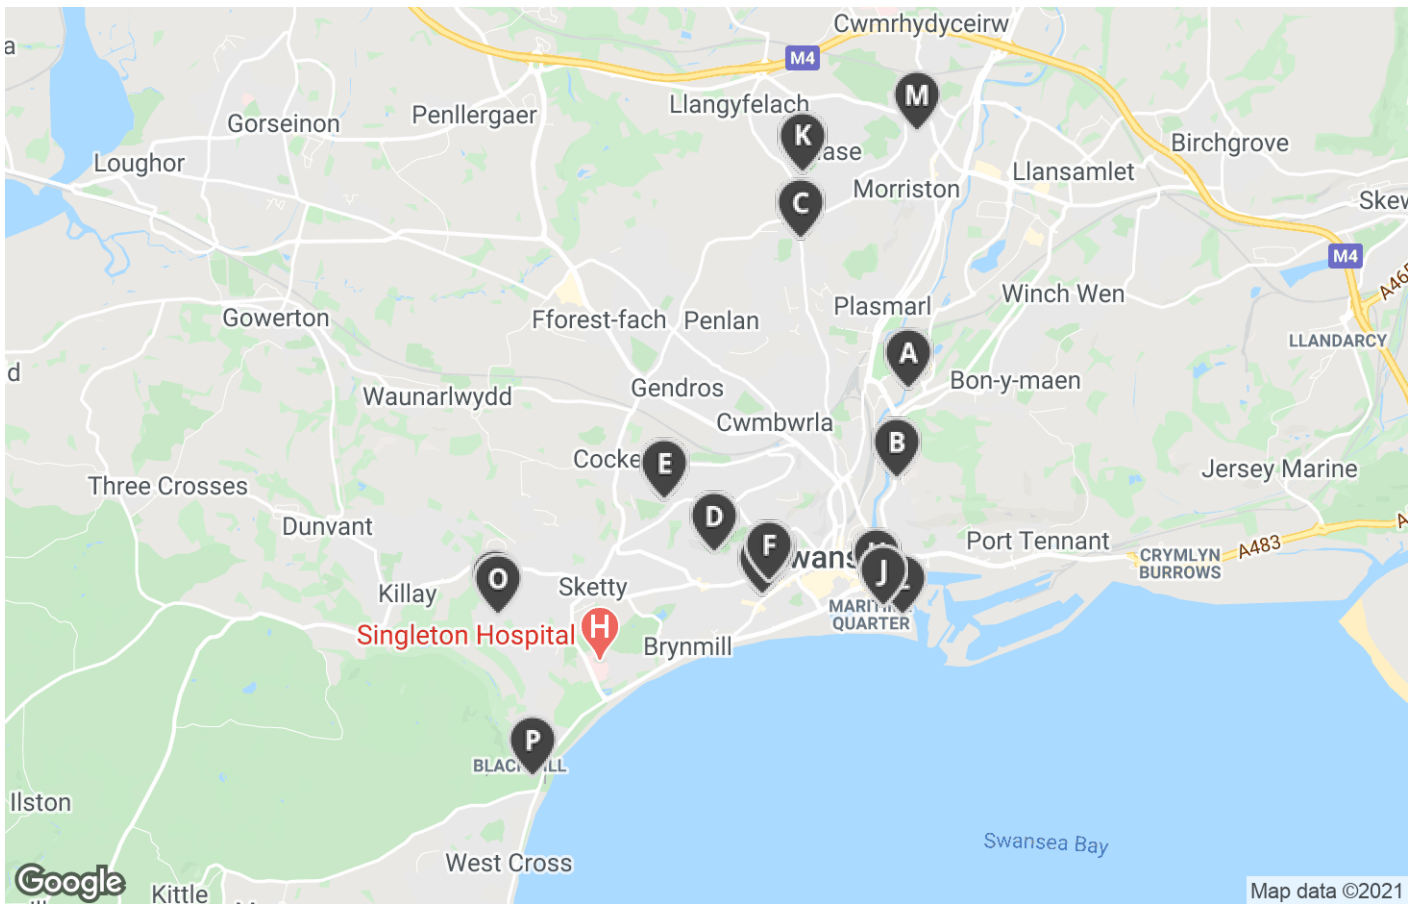 Cwmrhydyceirw
M4
Llangyfelach
M
Penllergaer
Gorseinon
K
Birchgrove
Loughor
Llansamlet
Morriston
C
M4
A465
Winch Wen
Plasmarl
Gowerton
Fforest-fach
Penlan
LLANDARCY
A
d
Bon-y-maen
Gendros
Waunarlwydd
Cwmbwrla
B
E
Jersey Marine
Three Crosses
D
Dunvant
Port Tennant
A483
F
CRYMLYN
BURROWS
J
O
Killay
Sketty
MARITIME
QUARTER
H
Singleton Hospital
Brynmill
P
Ilston
Swansea Bay
West Cross
Google
Kittle
Map data ©2021